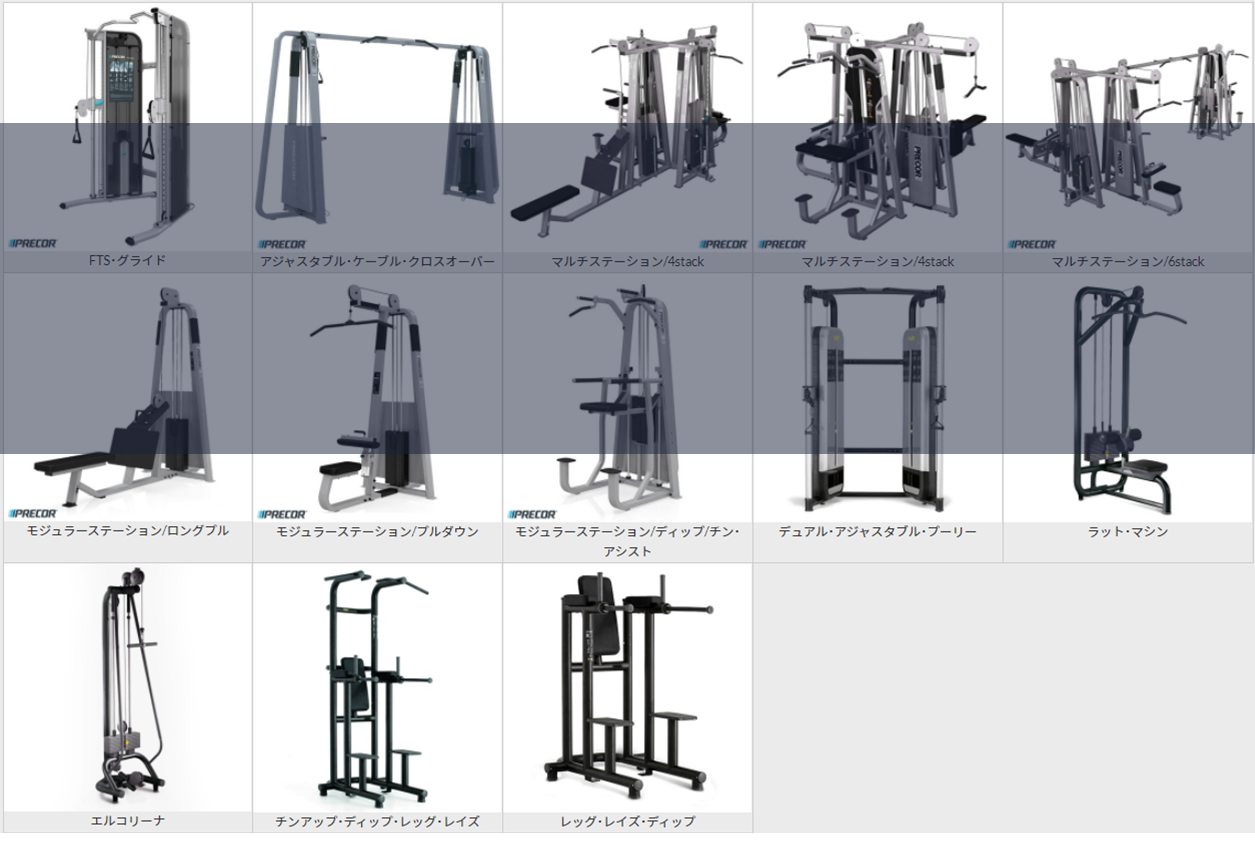 PRECOR
FTS・グライド
PRECOR
アジャスタブル・ケーブル・クロスオーバー
PRECOR
マルチステーション/4stack
PRECOR
PRECOR
マルチステーション/4stack
PRECOR
マルチステーション/6stack
PRECOR
モジュラーステーション/ロングプル
PRECOR
モジュラーステーション/プルダウン
PRECOR
モジュラーステーション/ディップ/チン・
アシスト
デュアル・アジャスタブル・プーリー
ラット・マシン
エルコリーナ
チンアップ・ディップ・レッグ・レイズ
レッグ・レイズ・ディップ